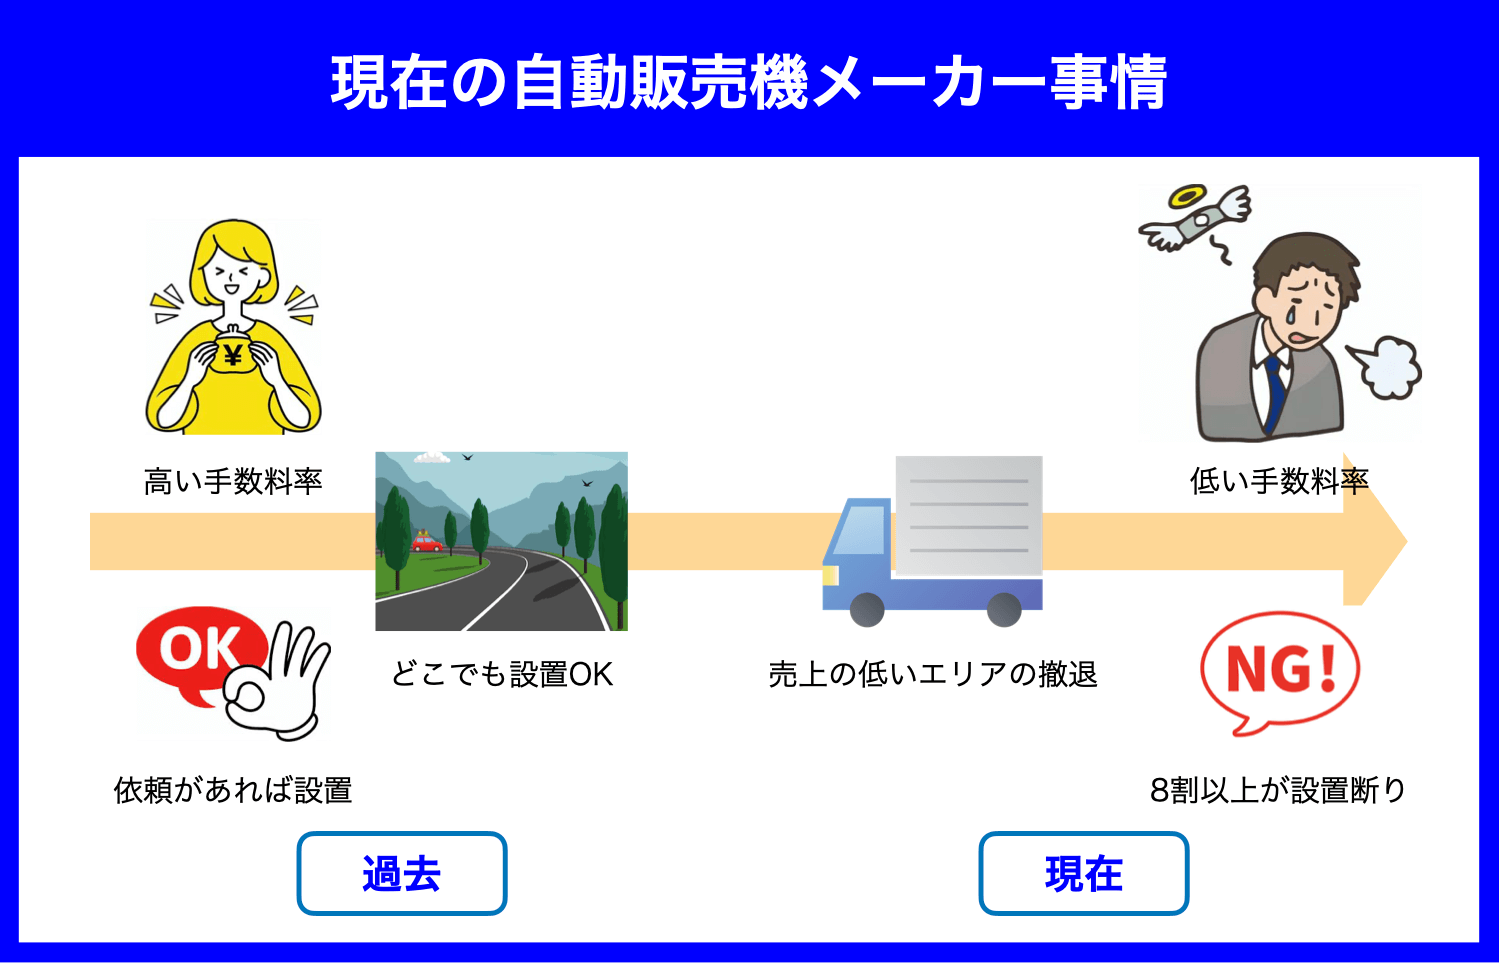 現在の自動販売機メーカー事情
高い手数料率
低い手数料率
¥
OK
どこでも設置OK
売上の低いエリアの撤退
NG!
依頼があれば設置
8割以上が設置断り
過去
現在